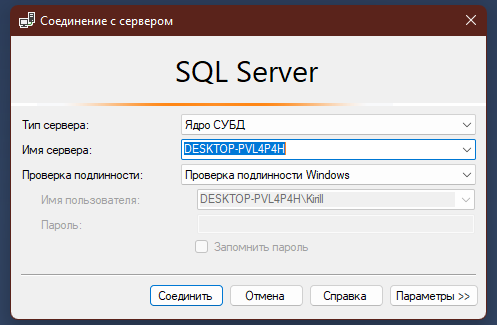 Соединение с сервером
SQL Server
Тип сервера: Ядро СУБД
Имя сервера: DESKTOP-PVL4P4H
Проверка подлинности: Проверка подлинности Windows
Имя пользователя: DESKTOP-PVL4P4H\Kirill
Пароль:
Запомнить пароль
Соединить Отмена Справка Параметры >>